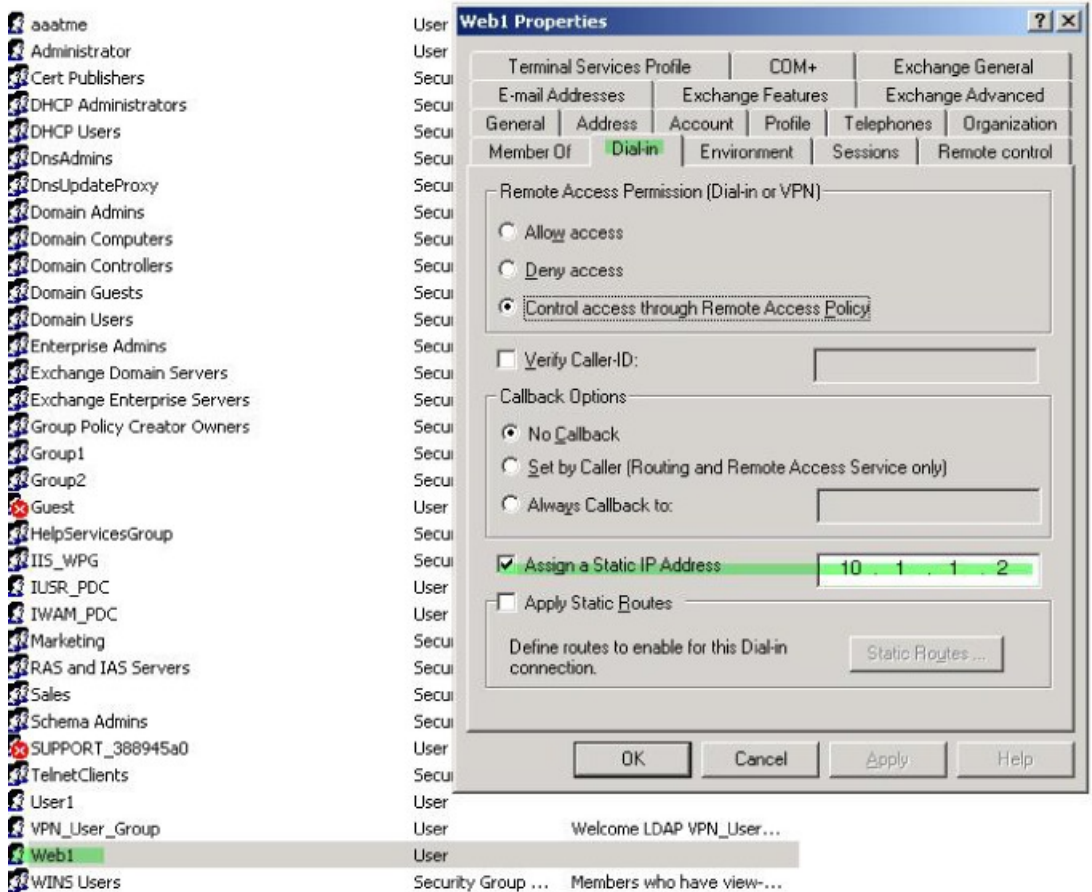 aaatme User
Administrator User
Cert Publishers Secu
DHCP Administrators Secu
DHCP Users Secu
DnsAdmins Secu
DnsUpdateProxy Secu
Domain Admins Secu
Domain Computers Secu
Domain Controllers Secu
Domain Guests Secu
Domain Users Secu
Enterprise Admins Secu
Exchange Domain Servers Secu
Exchange Enterprise Servers Secu
Group Policy Creator Owners Secu
Group1 Secu
Group2 Secu
Guest User
HelpServicesGroup Secu
IIS_WPG Secu
IUSR_PDC User
IWAM_PDC User
Marketing Secu
RAS and IAS Servers Secu
Sales Secu
Schema Admins Secu
SUPPORT_388945a0 User
TelnetClients Secu
User1 User
VPN_User_Group User Welcome LDAP VPN_User...
Web1 User
WINS Users Security Group ... Members who have view-...
Web1 Properties
Terminal Services Profile COM+ Exchange General
E-mail Addresses Exchange Features Exchange Advanced
General Address Account Profile Telephones Organization
Member Of Dial-in Environment Sessions Remote control
Remote Access Permission (Dial-in or VPN)
Allow access
Deny access
Control access through Remote Access Policy
Verify Caller-ID:
Callback Options
No Callback
Set by Caller (Routing and Remote Access Service only)
Always Callback to:
Assign a Static IP Address 10 . 1 . 1 . 2
Apply Static Routes
Define routes to enable for this Dial-in
connection.
Static Routes ...
OK Cancel Apply Help